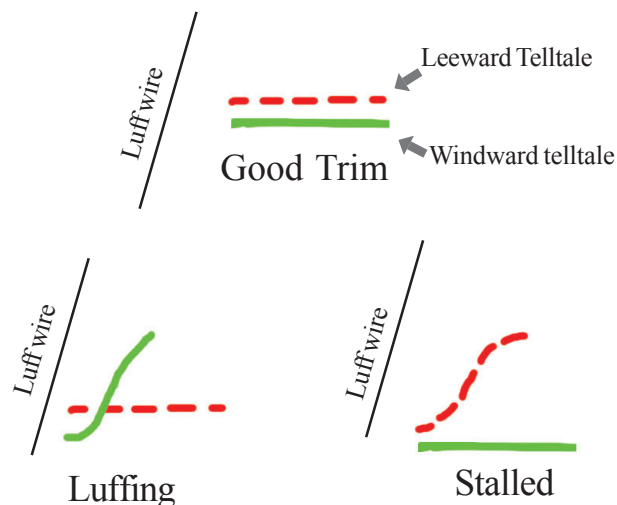 Luff wire
Leeward Telltale
Windward telltale
Good Trim
Luff wire
Luffing
Luff wire
Stalled